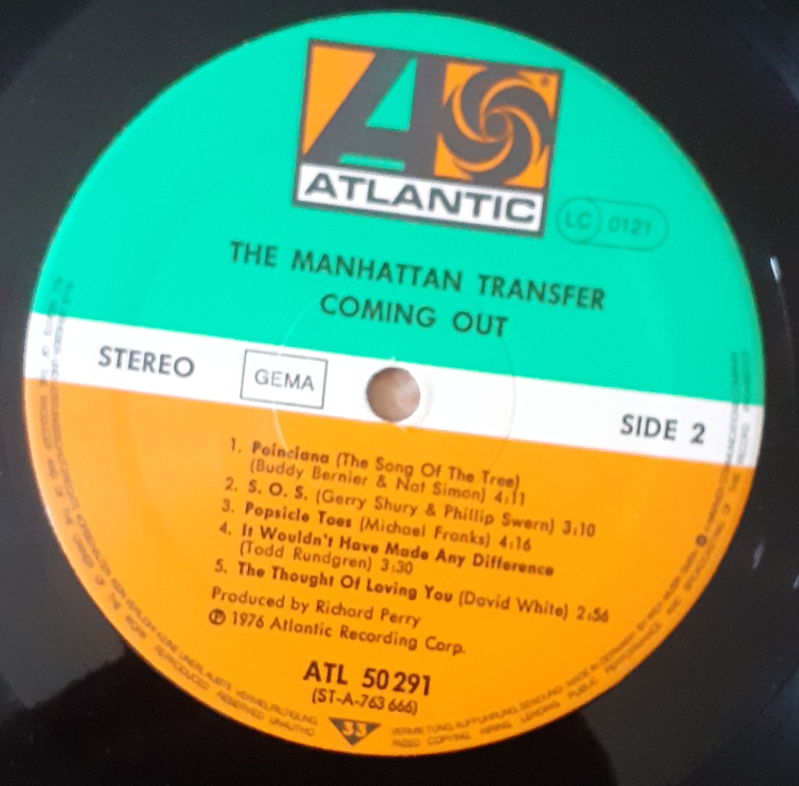 ATLANTIC
LC 0121
THE MANHATTAN TRANSFER
COMING OUT
STEREO
GEMA
SIDE 2
1. Poinciana (The Song Of The Tree)
(Buddy Bernier & Nat Simon) 4:11
2. S. O. S. (Gerry Shury & Phillip Swern) 3:10
3. Popsicle Toes (Michael Franks) 4:16
4. It Wouldn't Have Made Any Difference
(Todd Rundgren) 3:30
5. The Thought Of Loving You (David White) 2:56
Produced by Richard Perry
℗ 1976 Atlantic Recording Corp.
ATL 50 291
(ST-A-763 666)
33